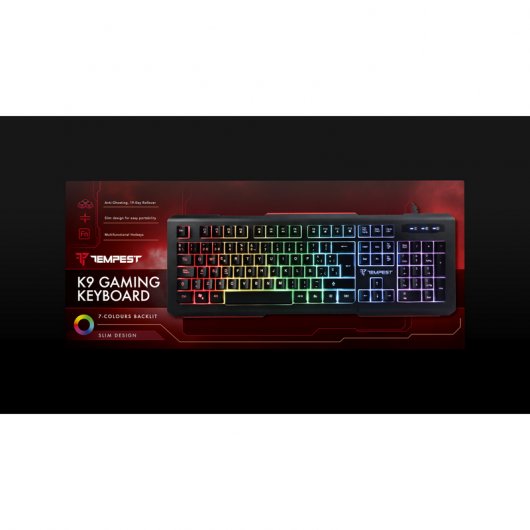 Anti-Ghosting, 19-Key Rollover
Slim design for easy portability
Fn
Multifunctional Hotkeys
TEMPEST
K9 GAMING
KEYBOARD
7-COLOURS BACKLIT
SLIM DESIGN
TEMPEST